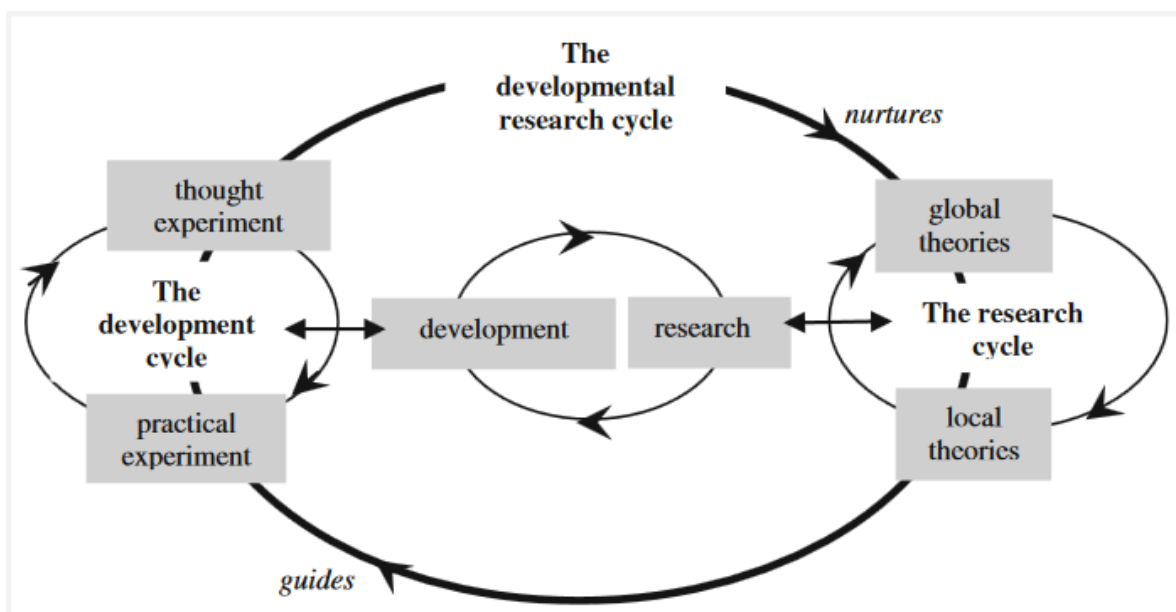 The
developmental
research cycle
nurtures
thought
experiment
global
theories
The
development
cycle
development
research
The research
cycle
practical
experiment
local
theories
guides